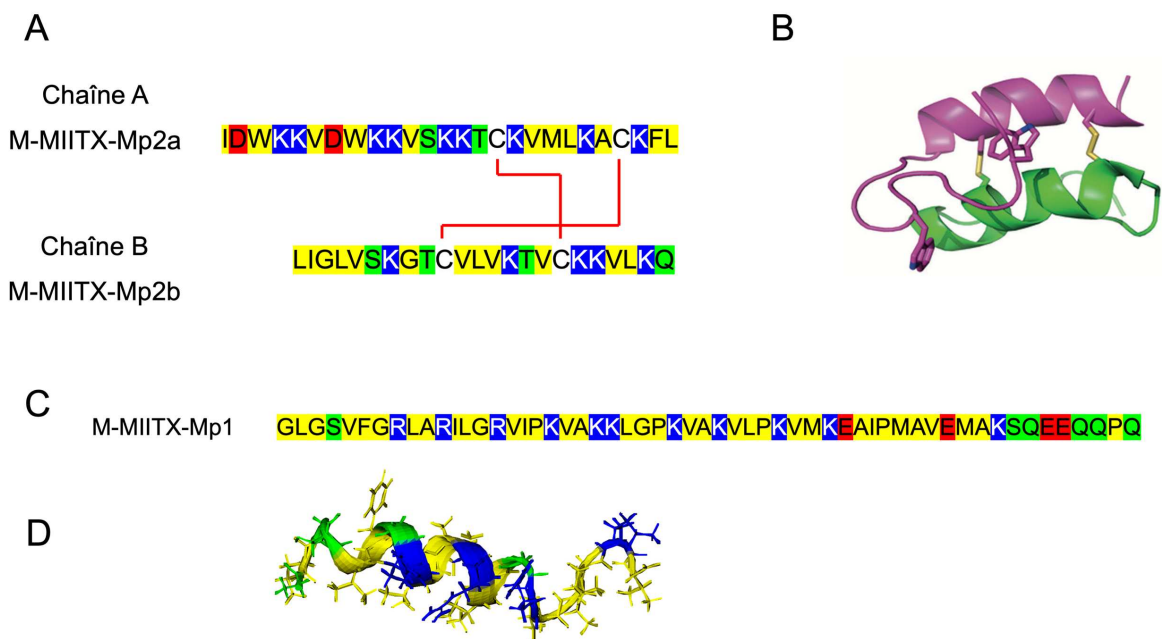 A
B
Chaîne A
M-MIITX-Mp2a
IDWKKVDWKKVSKKTCKVMLKACKFL
Chaîne B
LIGLVSKGTCVLVKTVCKKVLKQ
M-MIITX-Mp2b
C
M-MIITX-Mp1
GLGSVFGRLARILGRVIPKVAKKLGPKVAKVLPKVMKEAIPMAVEMAKSQEEQQPQ
D